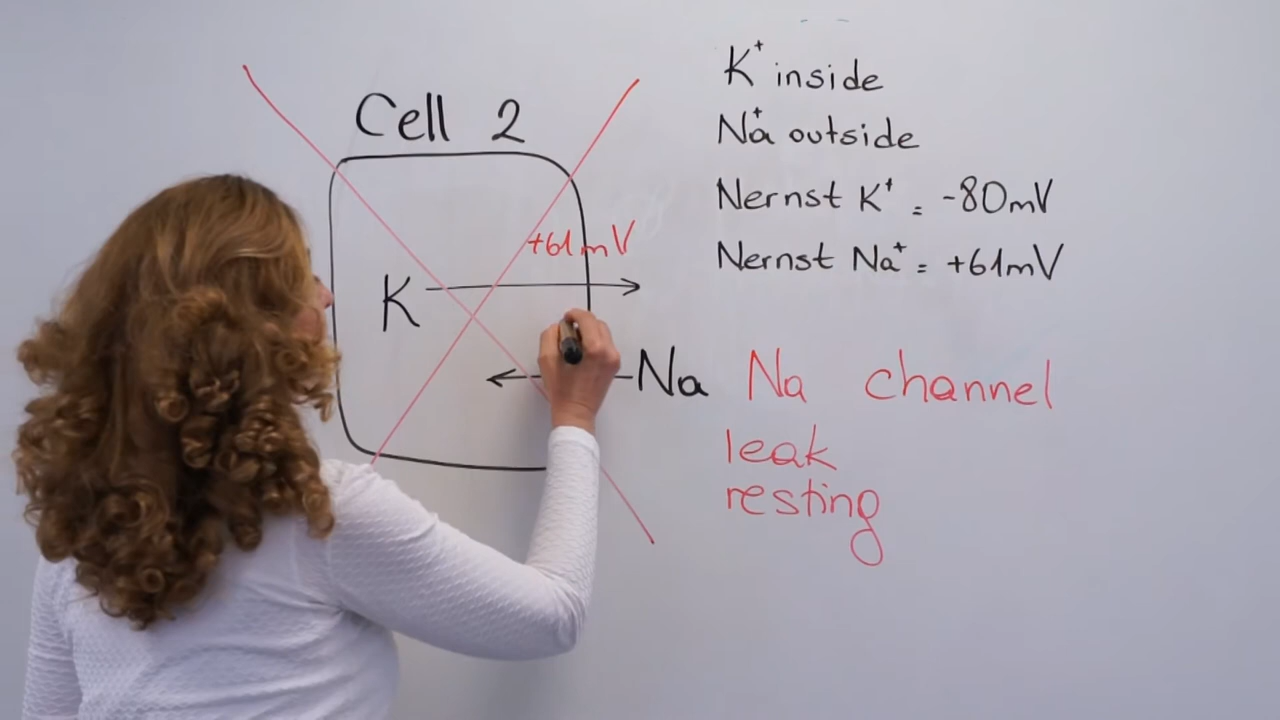 Cell 2
+61mV
K
Na
K⁺ inside
Na⁺ outside
Nernst K⁺ = -80mV
Nernst Na⁺ = +61mV
Na channel
leak
resting